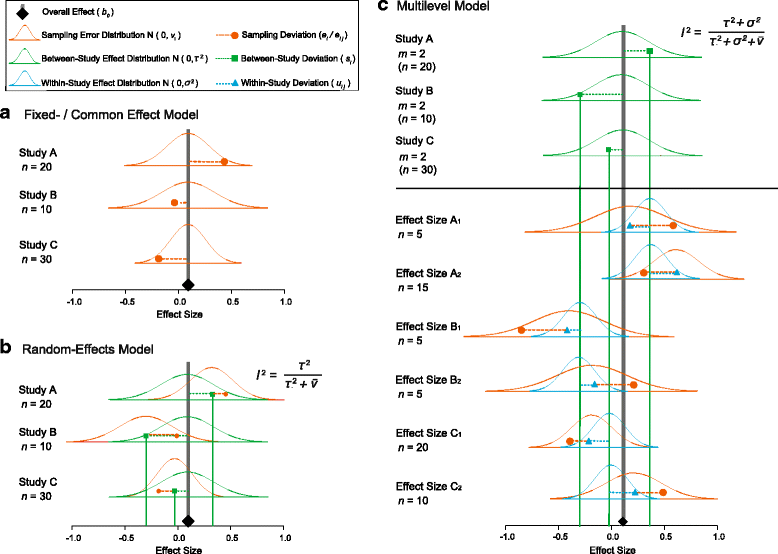 Overall Effect ( b₀ )
Sampling Error Distribution N ( 0, vᵢ )
Sampling Deviation (eᵢ / eᵢⱼ )
Between-Study Effect Distribution N ( 0,τ² )
Between-Study Deviation ( sᵢ )
Within-Study Effect Distribution N ( 0,σ² )
Within-Study Deviation ( uᵢⱼ )
a Fixed- / Common Effect Model
Study A
n = 20
Study B
n = 10
Study C
n = 30
-1.0 -0.5 0.0 0.5 1.0
Effect Size
b Random-Effects Model
I² = τ² / τ² + ṽ
Study A
n = 20
Study B
n = 10
Study C
n = 30
-1.0 -0.5 0.0 0.5 1.0
Effect Size
c Multilevel Model
I² = τ² + σ² / τ² + σ² + ṽ
Study A
m = 2
(n = 20)
Study B
m = 2
(n = 10)
Study C
m = 2
(n = 30)
Effect Size A₁
n = 5
Effect Size A₂
n = 15
Effect Size B₁
n = 5
Effect Size B₂
n = 5
Effect Size C₁
n = 20
Effect Size C₂
n = 10
-1.0 -0.5 0.0 0.5 1.0
Effect Size